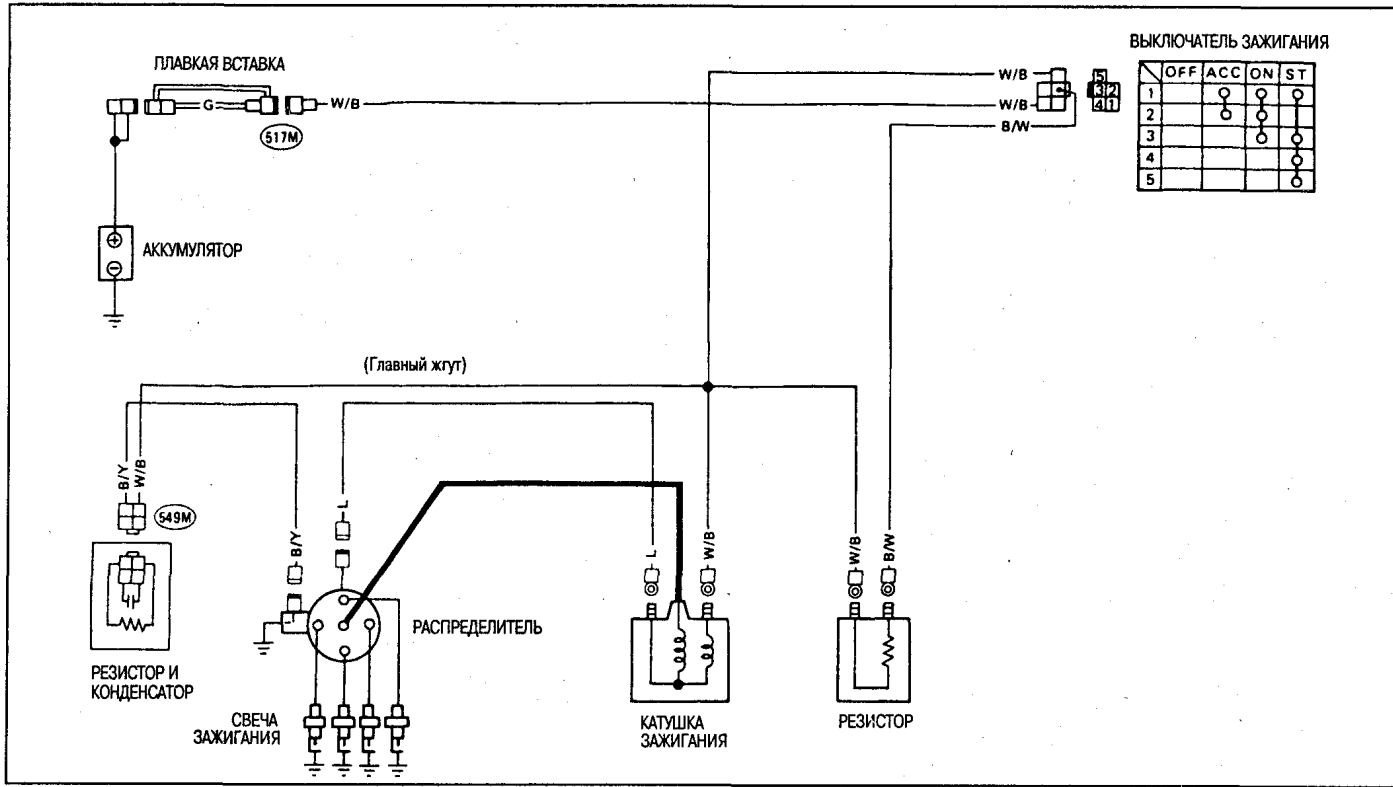 ПЛАВКАЯ ВСТАВКА
G
W/B
517M
АККУМУЛЯТОР
W/B
W/B
B/W
5
3 2
4 1
ВЫКЛЮЧАТЕЛЬ ЗАЖИГАНИЯ
OFF ACC ON ST
1
2
3
4
5
(Главный жгут)
B/Y
W/B
549M
B/Y
L
L
W/B
W/B
B/W
РЕЗИСТОР И
КОНДЕНСАТОР
РАСПРЕДЕЛИТЕЛЬ
СВЕЧА
ЗАЖИГАНИЯ
КАТУШКА
ЗАЖИГАНИЯ
РЕЗИСТОР